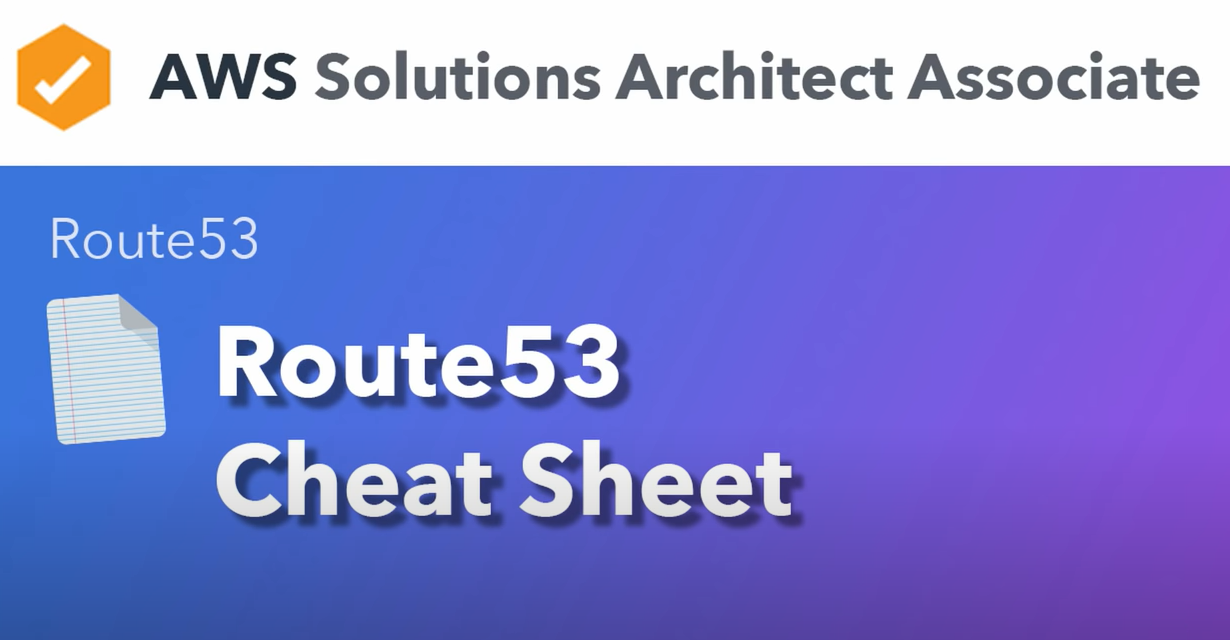 AWS Solutions Architect Associate
Route53
Route53
Cheat Sheet